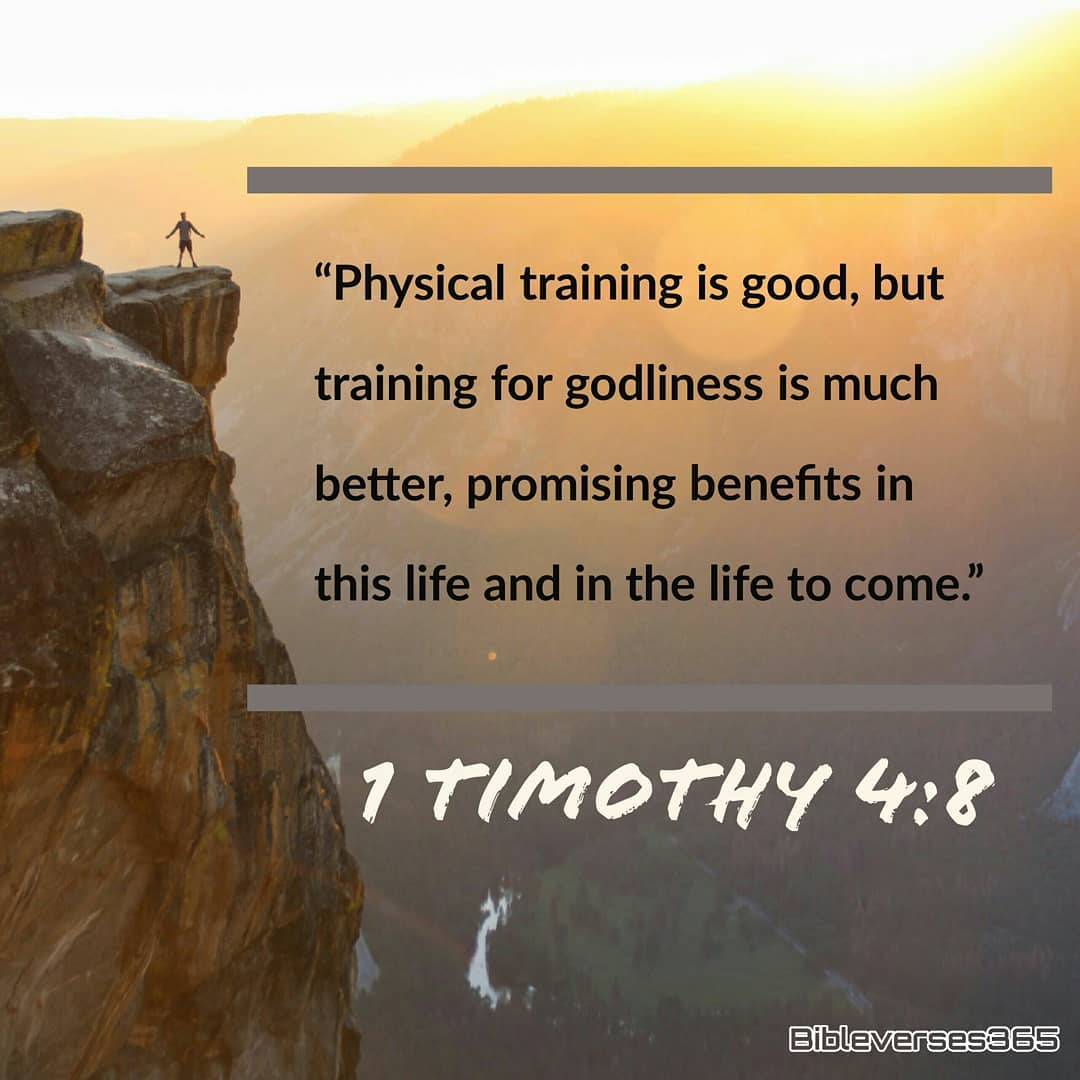 “Physical training is good, but
training for godliness is much
better, promising benefits in
this life and in the life to come.”
1 TIMOTHY 4:8
Bibleverses365